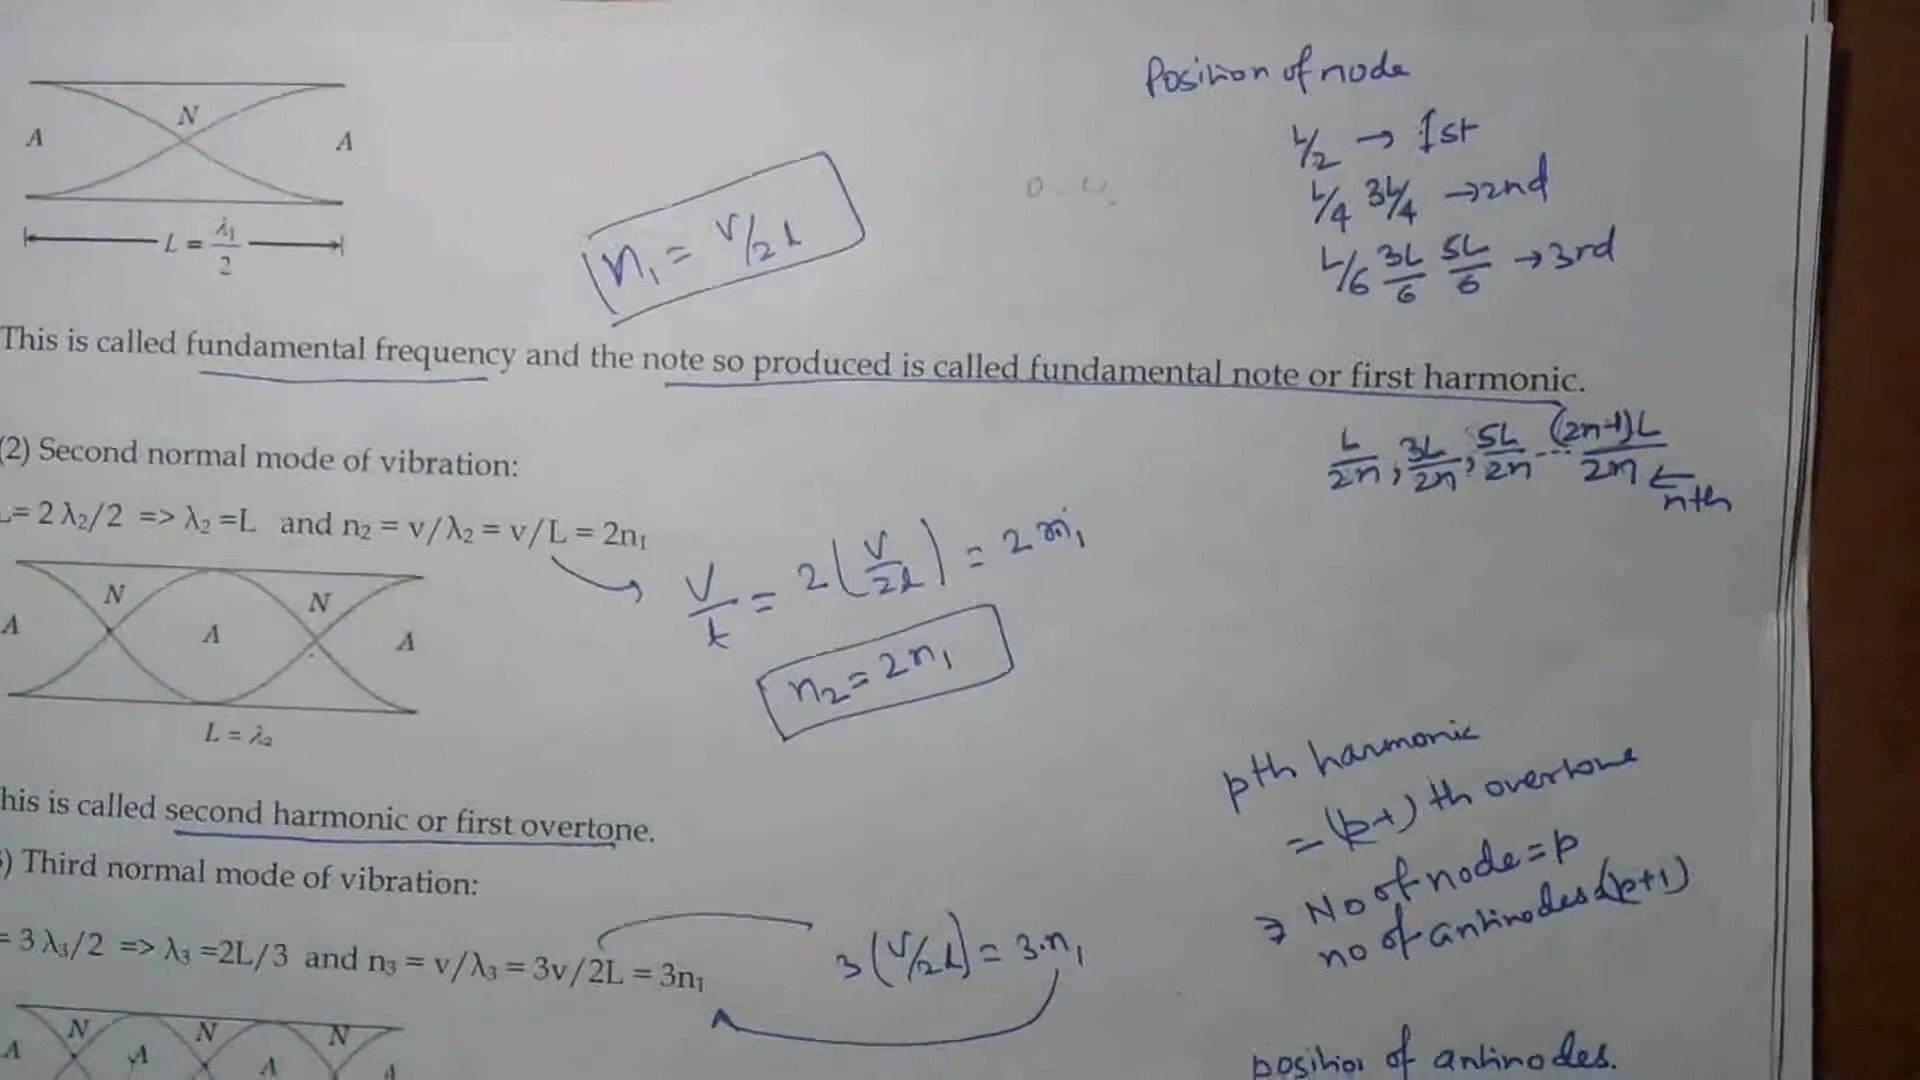 Position of node
N
A
A
L/2 → 1st
L/4 3L/4 → 2nd
n₁ = v/2l
L = λ₁/2
L/6 3L/6 5L/6 → 3rd
This is called fundamental frequency and the note so produced is called fundamental note or first harmonic.
L/2n, 3L/2n, 5L/2n ... (2n-1)L/2n ← nth
(2) Second normal mode of vibration:
= 2 λ₂/2 => λ₂ =L and n₂ = v/λ₂ = v/L = 2n₁
= 2(v/2l) = 2n₁
N
N
A
A
A
n₂ = 2n₁
L = λ₂
pth harmonic
th overtone
his is called second harmonic or first overtone.
) Third normal mode of vibration:
No of node = p
no of antinodes (p+1)
= 3 λ₃/2 => λ₃ =2L/3 and n₃ = v/λ₃ = 3v/2L = 3n₁
3(v/2l) = 3.n₁
N
N
N
A
A
A
A
position of antinodes.